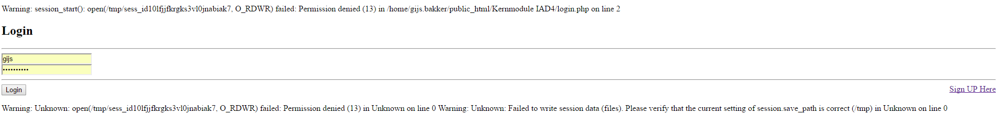 Warning: session_start(): open(/tmp/sess_id10lfjjfkrgks3vl0jnabiak7, O_RDWR) failed: Permission denied (13) in /home/gijs.bakker/public_html/Kernmodule IAD4/login.php on line 2
Login
gijs
••••••••••
Login
Sign UP Here
Warning: Unknown: open(/tmp/sess_id10lfjjfkrgks3vl0jnabiak7, O_RDWR) failed: Permission denied (13) in Unknown on line 0 Warning: Unknown: Failed to write session data (files). Please verify that the current setting of session.save_path is correct (/tmp) in Unknown on line 0